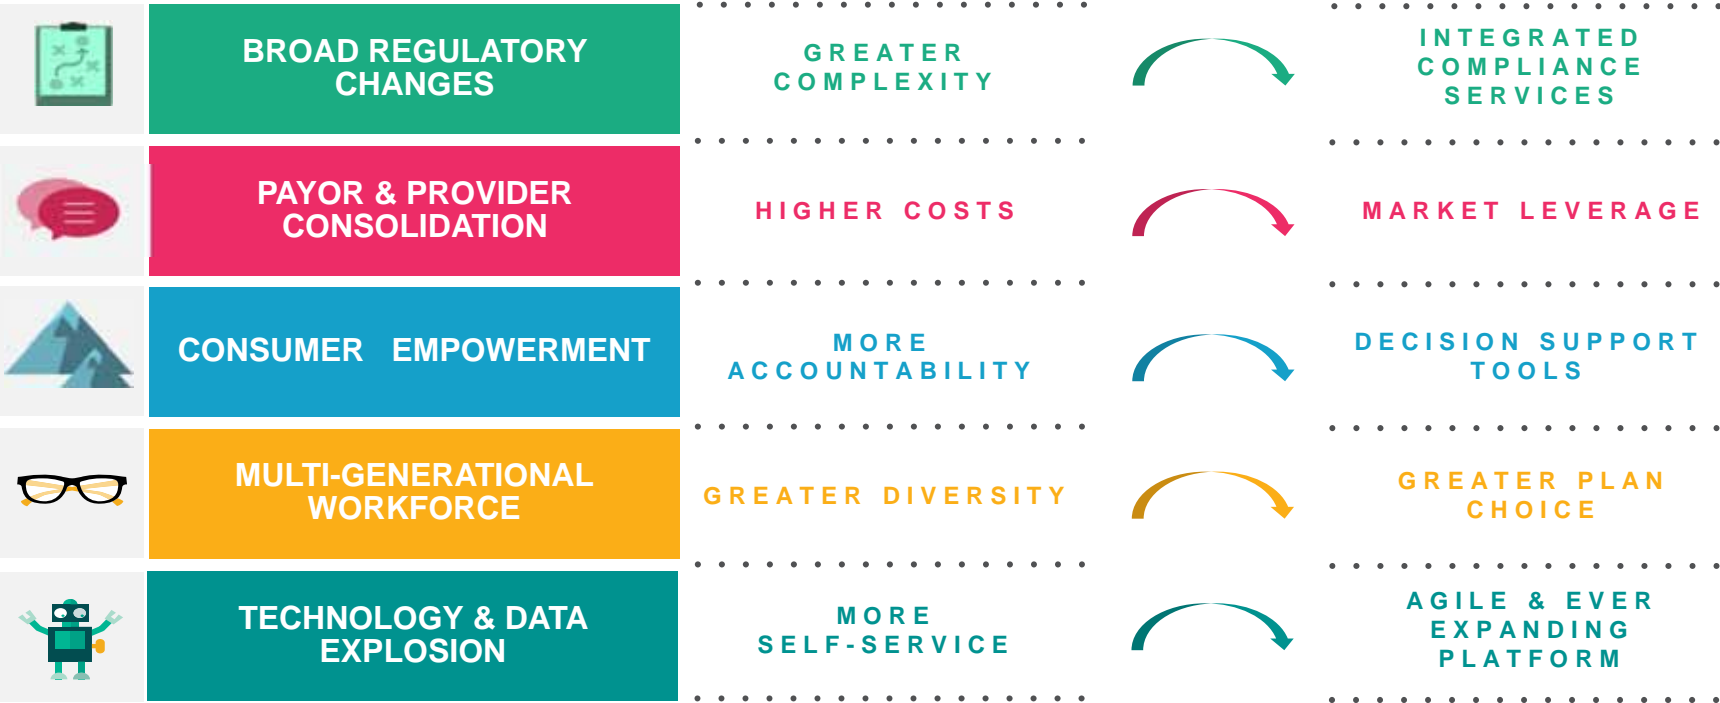 BROAD REGULATORY
CHANGES
GREATER
COMPLEXITY
INTEGRATED
COMPLIANCE
SERVICES
PAYOR & PROVIDER
CONSOLIDATION
HIGHER COSTS
MARKET LEVERAGE
CONSUMER EMPOWERMENT
MORE
ACCOUNTABILITY
DECISION SUPPORT
TOOLS
MULTI-GENERATIONAL
WORKFORCE
GREATER DIVERSITY
GREATER PLAN
CHOICE
TECHNOLOGY & DATA
EXPLOSION
MORE
SELF-SERVICE
AGILE & EVER
EXPANDING
PLATFORM